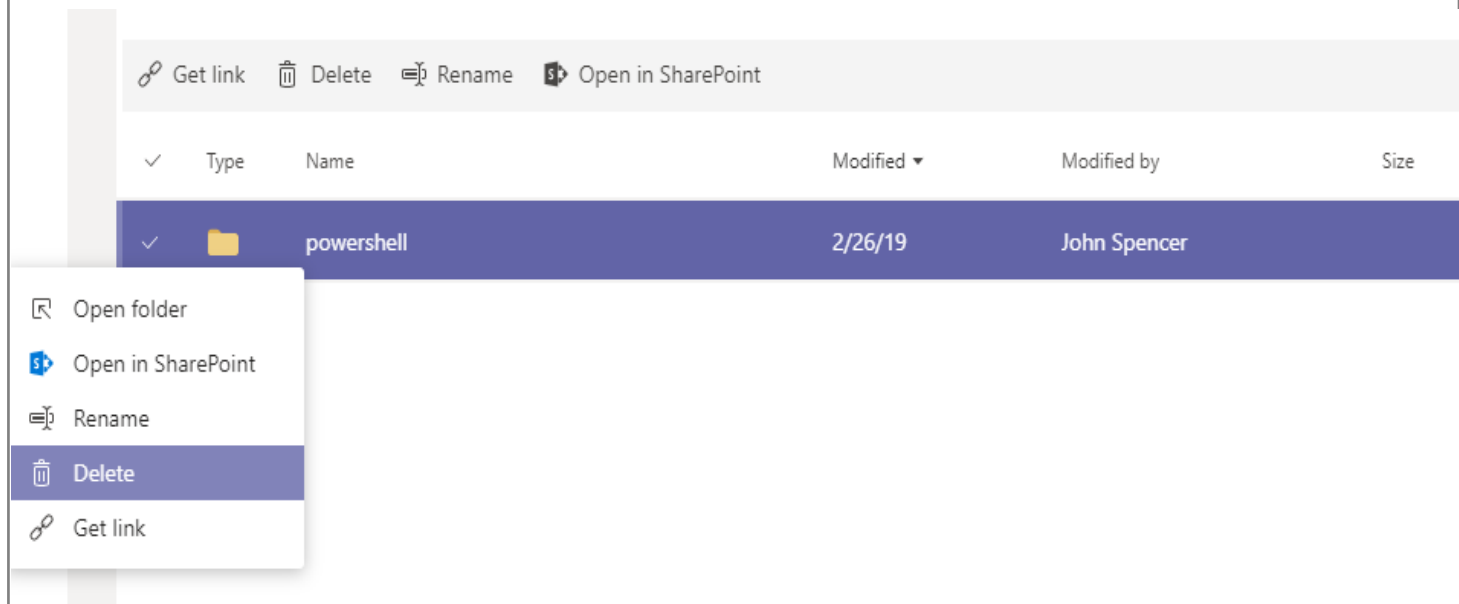 Get link Delete Rename Open in SharePoint
Type Name Modified Modified by Size
powershell 2/26/19 John Spencer
Open folder
Open in SharePoint
Rename
Delete
Get link